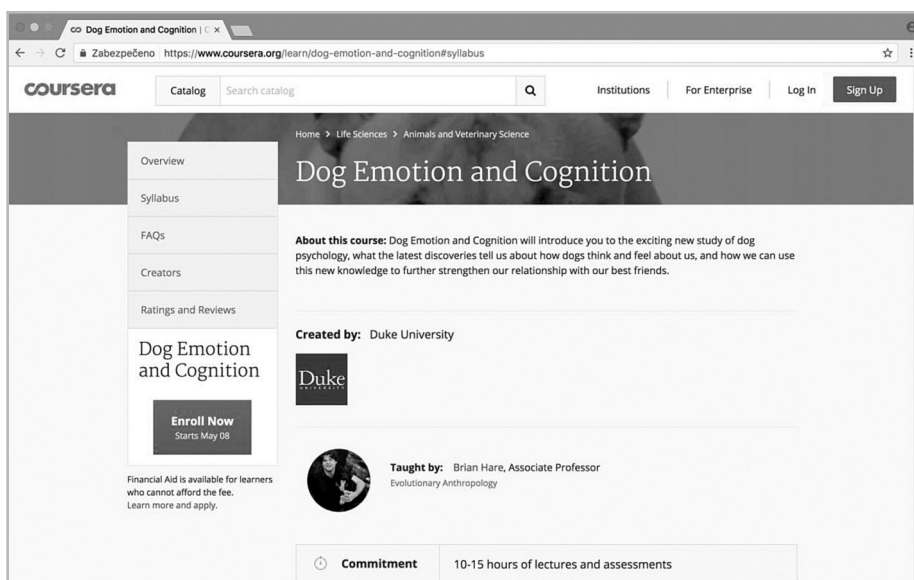 Dog Emotion and Cognition | C
Zabezpečeno https://www.coursera.org/learn/dog-emotion-and-cognition#syllabus
coursera
Catalog
Search catalog
Institutions
For Enterprise
Log In
Sign Up
Home > Life Sciences > Animals and Veterinary Science
Dog Emotion and Cognition
Overview
Syllabus
FAQs
Creators
Ratings and Reviews
Dog Emotion
and Cognition
Enroll Now
Starts May 08
Financial Aid is available for learners
who cannot afford the fee.
Learn more and apply.
About this course: Dog Emotion and Cognition will introduce you to the exciting new study of dog
psychology, what the latest discoveries tell us about how dogs think and feel about us, and how we can use
this new knowledge to further strengthen our relationship with our best friends.
Created by: Duke University
Duke
UNIVERSITY
Taught by: Brian Hare, Associate Professor
Evolutionary Anthropology
Commitment
10-15 hours of lectures and assessments